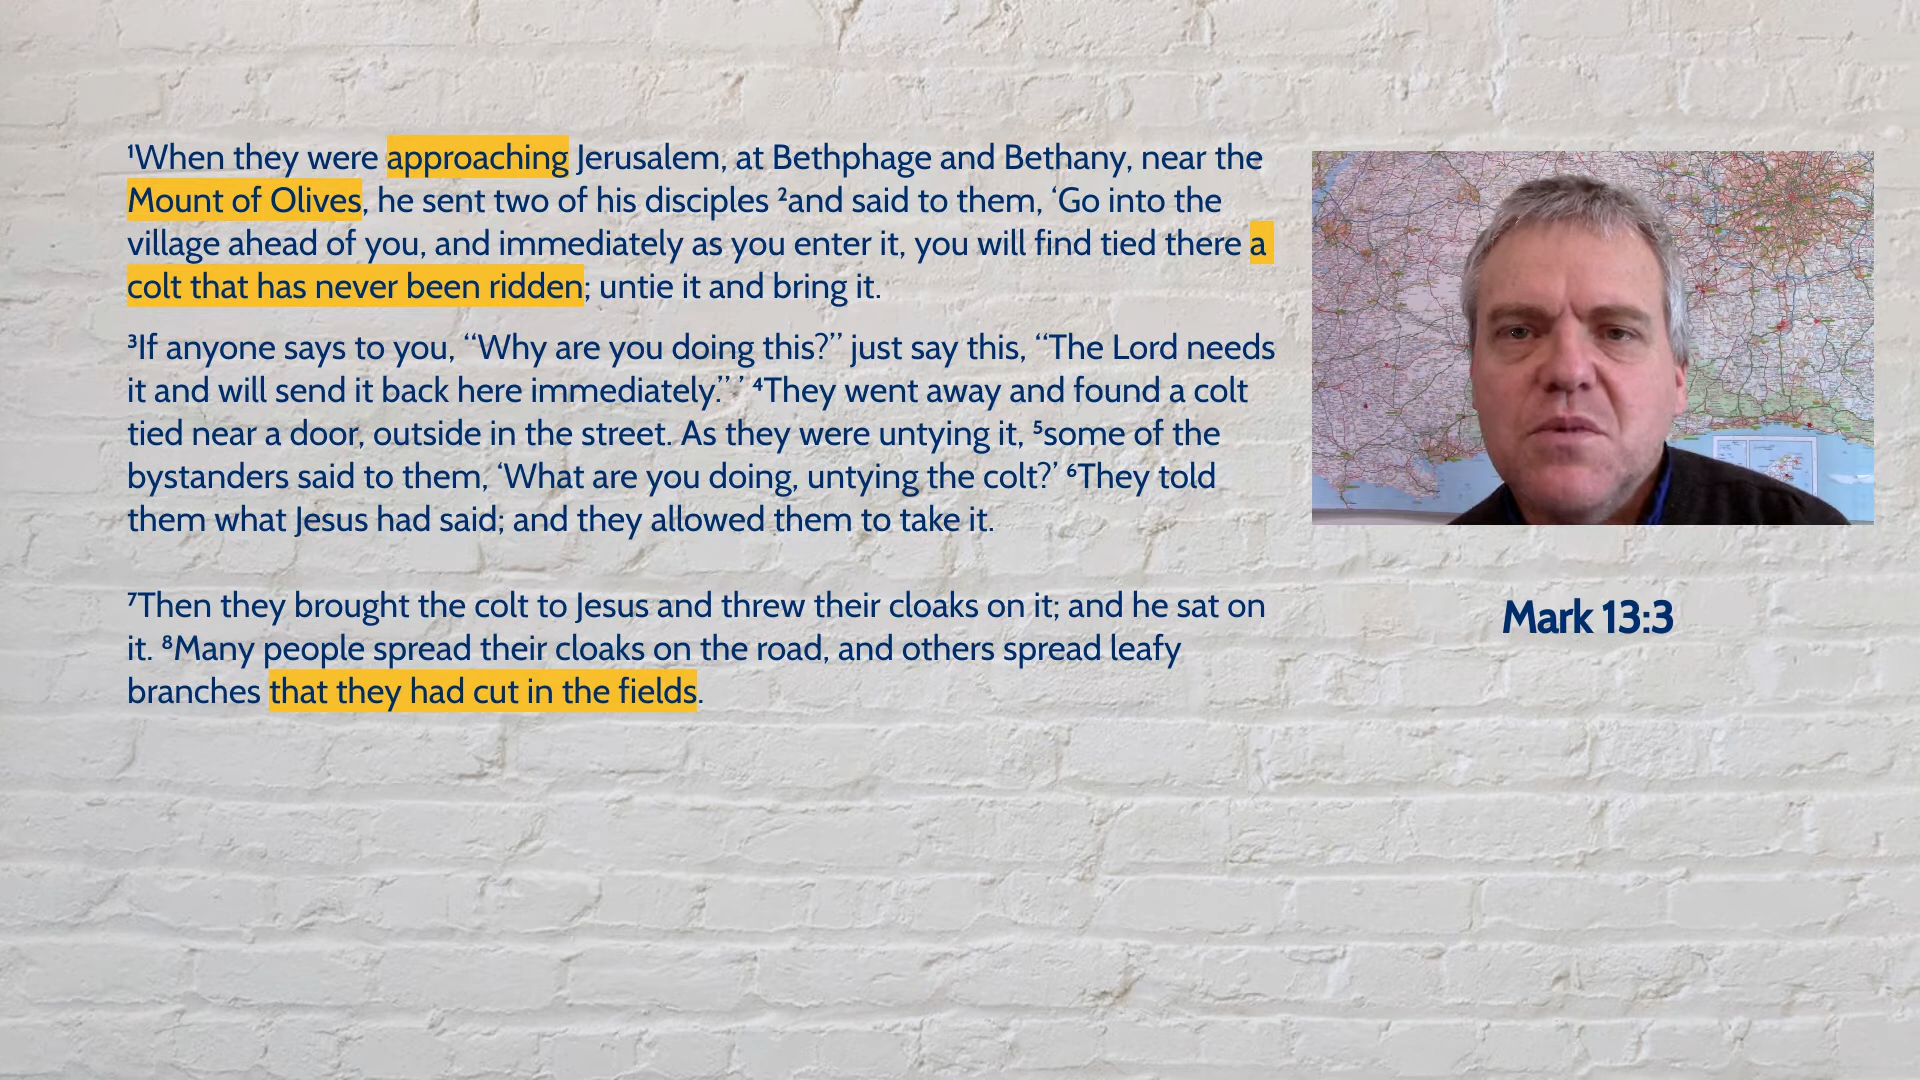 ¹When they were approaching Jerusalem, at Bethphage and Bethany, near the
Mount of Olives, he sent two of his disciples ²and said to them, ‘Go into the
village ahead of you, and immediately as you enter it, you will find tied there a
colt that has never been ridden; untie it and bring it.
³If anyone says to you, “Why are you doing this?” just say this, “The Lord needs
it and will send it back here immediately.” ’ ⁴They went away and found a colt
tied near a door, outside in the street. As they were untying it, ⁵some of the
bystanders said to them, ‘What are you doing, untying the colt?’ ⁶They told
them what Jesus had said; and they allowed them to take it.
⁷Then they brought the colt to Jesus and threw their cloaks on it; and he sat on
it. ⁸Many people spread their cloaks on the road, and others spread leafy
branches that they had cut in the fields.
Mark 13:3